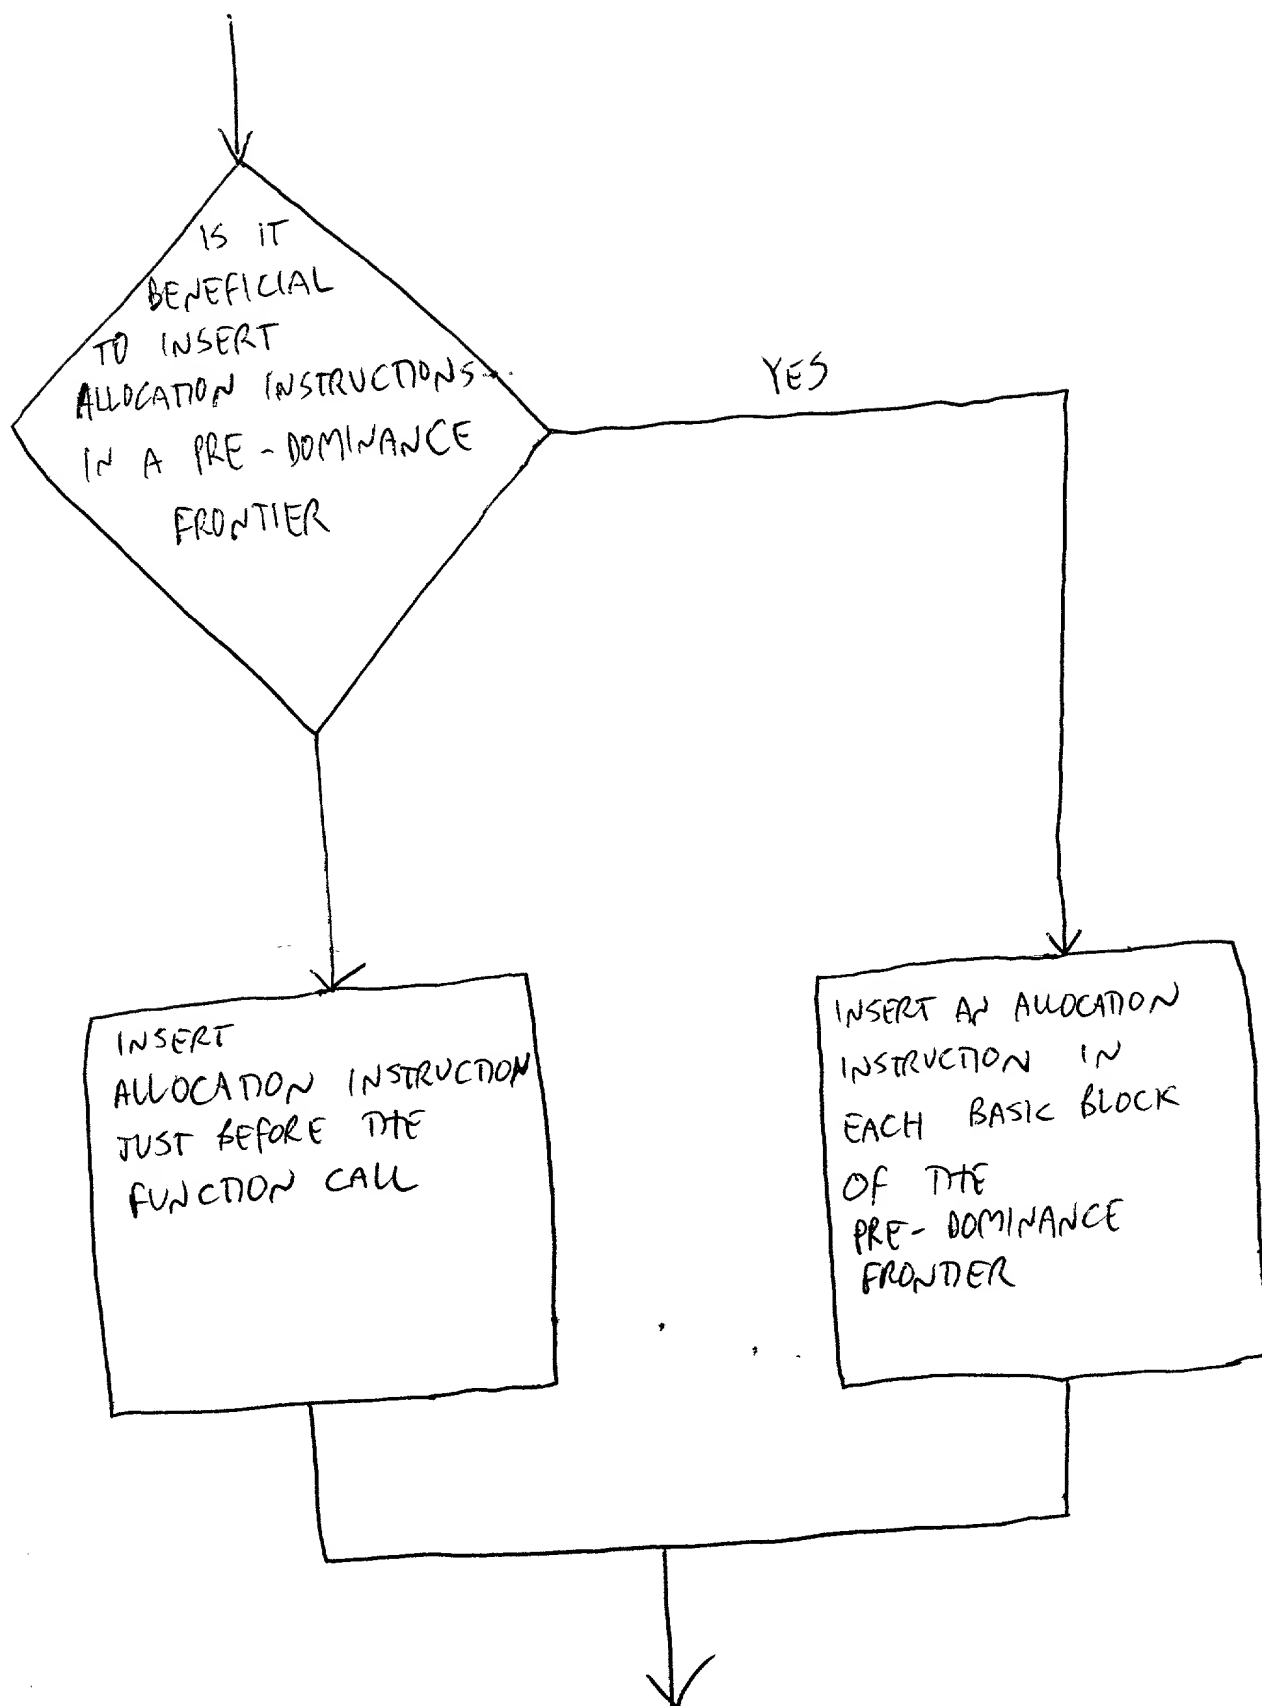 IS IT
BENEFICIAL
TO INSERT
ALLOCATION INSTRUCTIONS
IN A PRE-DOMINANCE
FRONTIER
YES
INSERT
ALLOCATION INSTRUCTION
JUST BEFORE THE
FUNCTION CALL
INSERT AN ALLOCATION
INSTRUCTION IN
EACH BASIC BLOCK
OF THE
PRE-DOMINANCE
FRONTIER